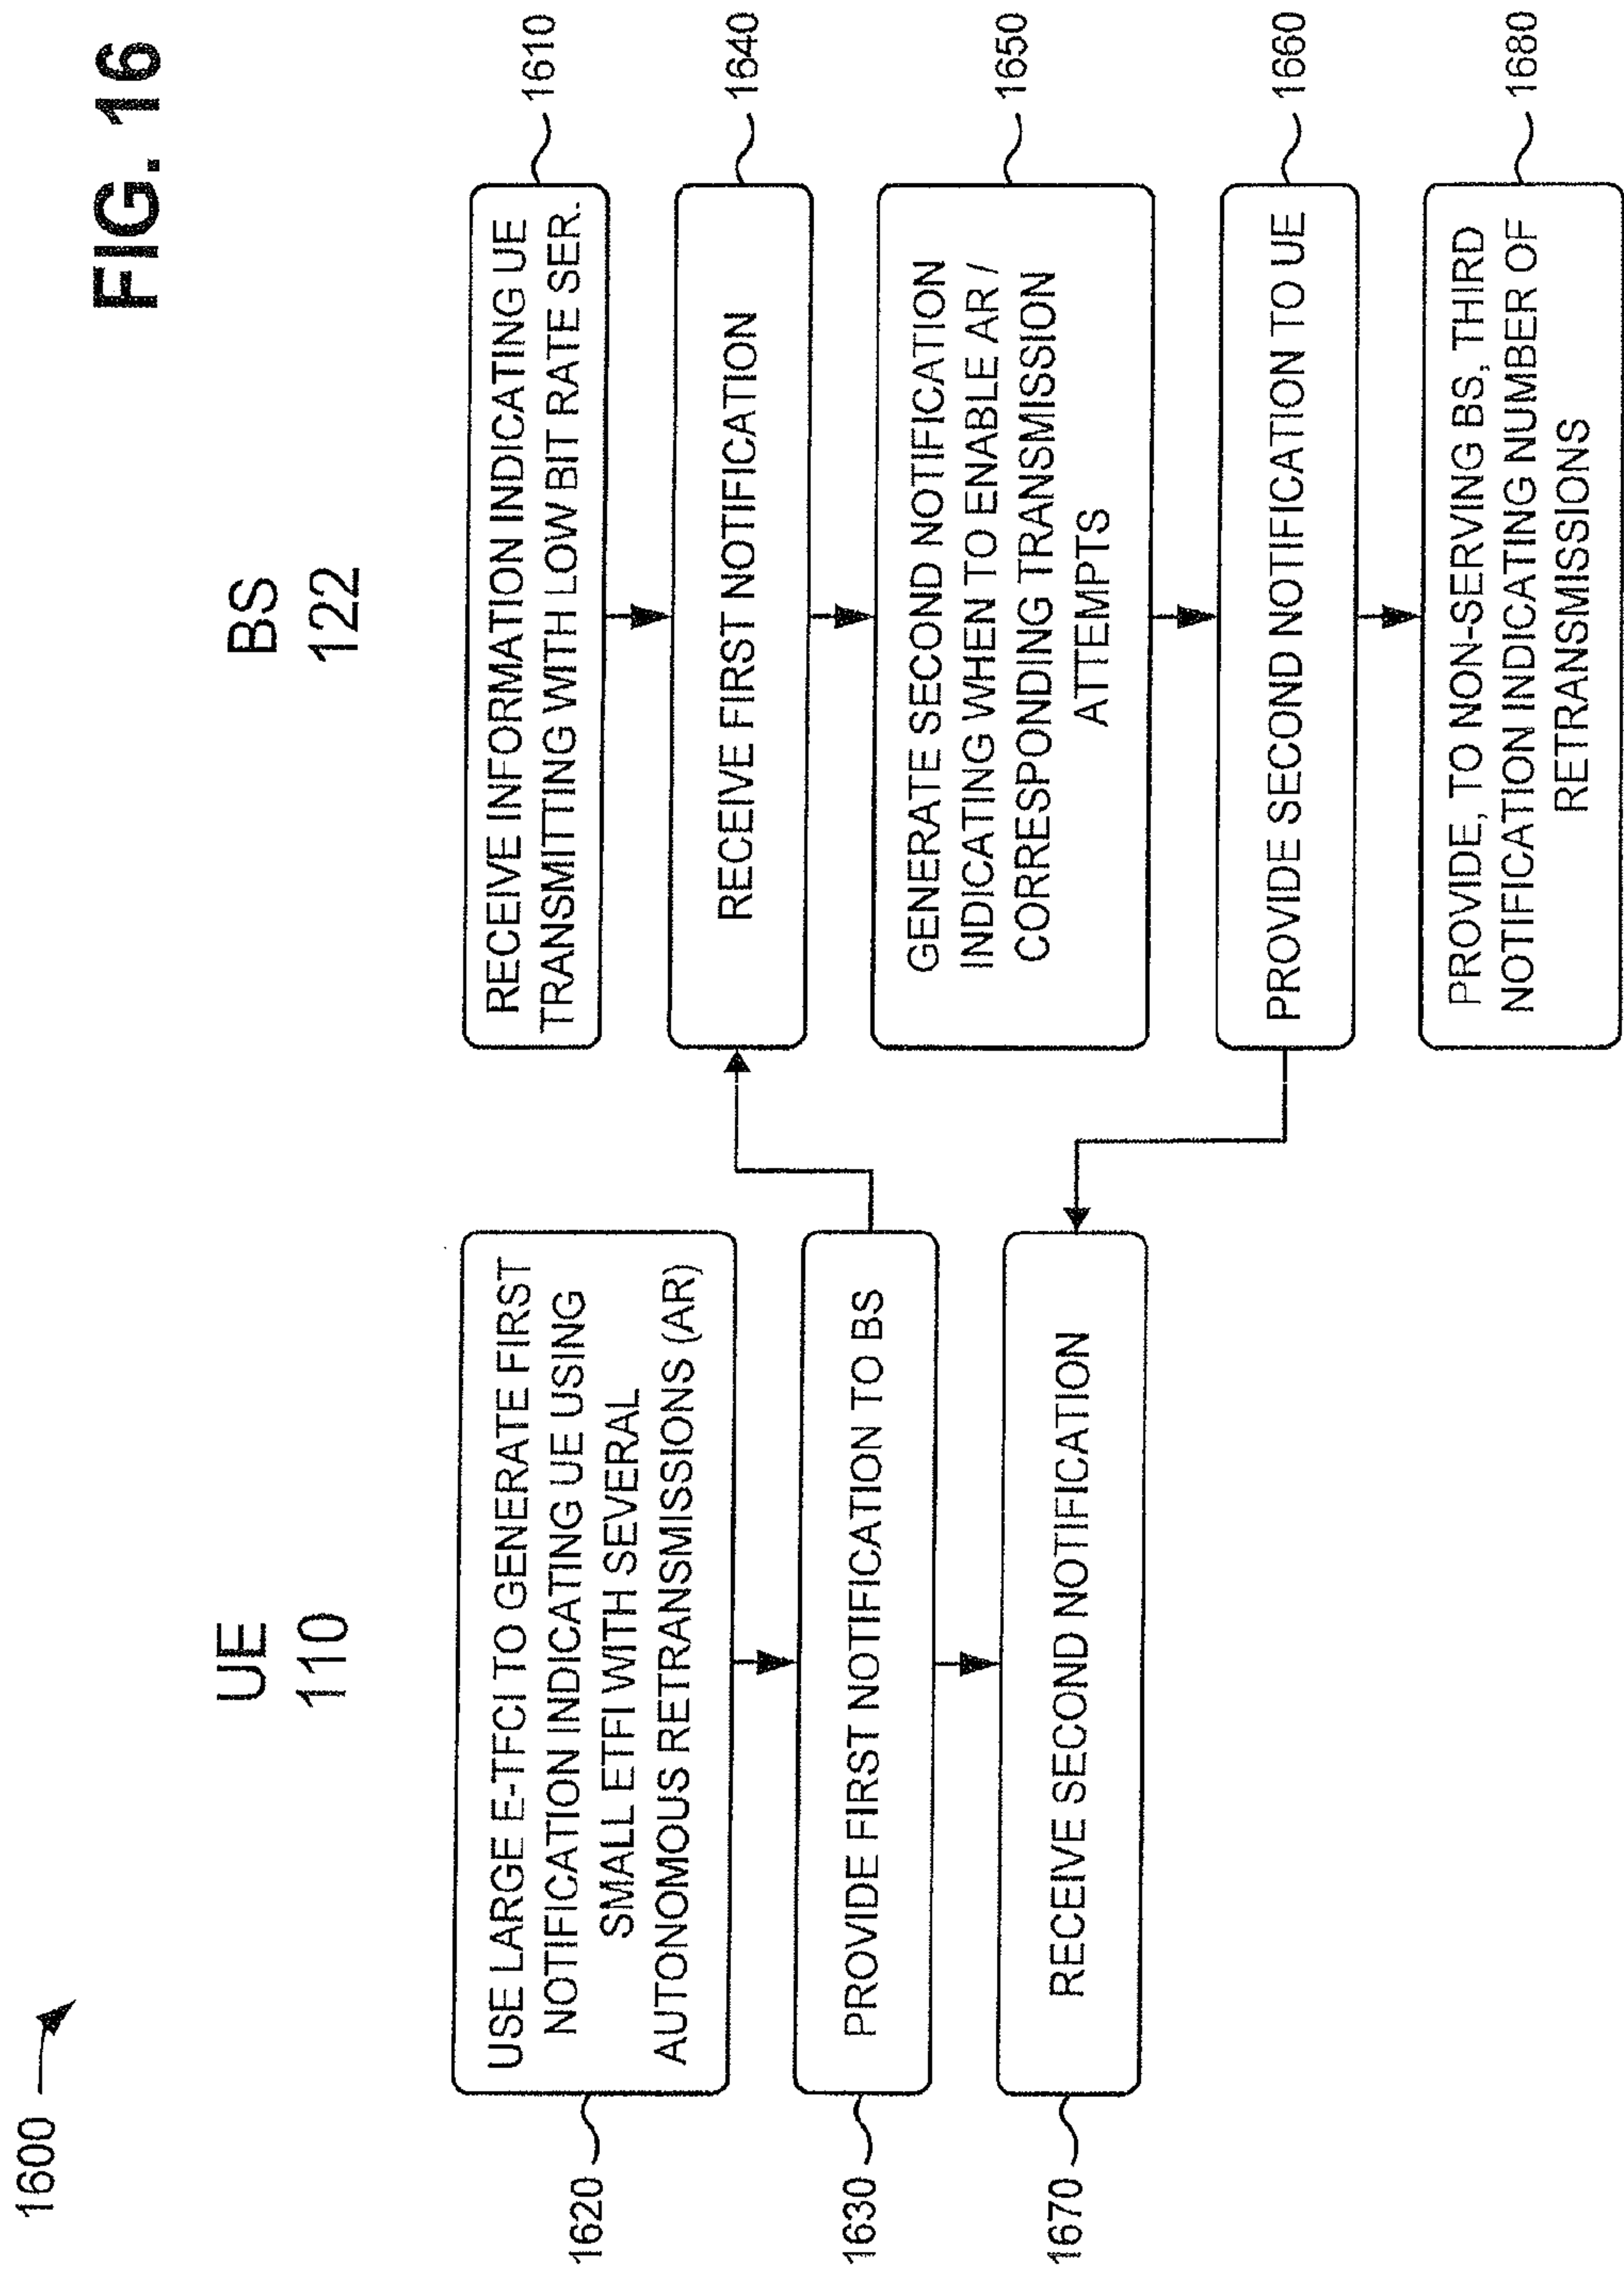 1600
FIG. 16
UE
110
BS
122
1620
USE LARGE E-TFCI TO GENERATE FIRST
NOTIFICATION INDICATING UE USING
SMALL ETFI WITH SEVERAL
AUTONOMOUS RETRANSMISSIONS (AR)
1630
PROVIDE FIRST NOTIFICATION TO BS
1670
RECEIVE SECOND NOTIFICATION
RECEIVE INFORMATION INDICATING UE
TRANSMITTING WITH LOW BIT RATE SER.
1610
RECEIVE FIRST NOTIFICATION
1640
GENERATE SECOND NOTIFICATION
INDICATING WHEN TO ENABLE AR /
CORRESPONDING TRANSMISSION
ATTEMPTS
1650
PROVIDE SECOND NOTIFICATION TO UE
1660
PROVIDE, TO NON-SERVING BS, THIRD
NOTIFICATION INDICATING NUMBER OF
RETRANSMISSIONS
1680